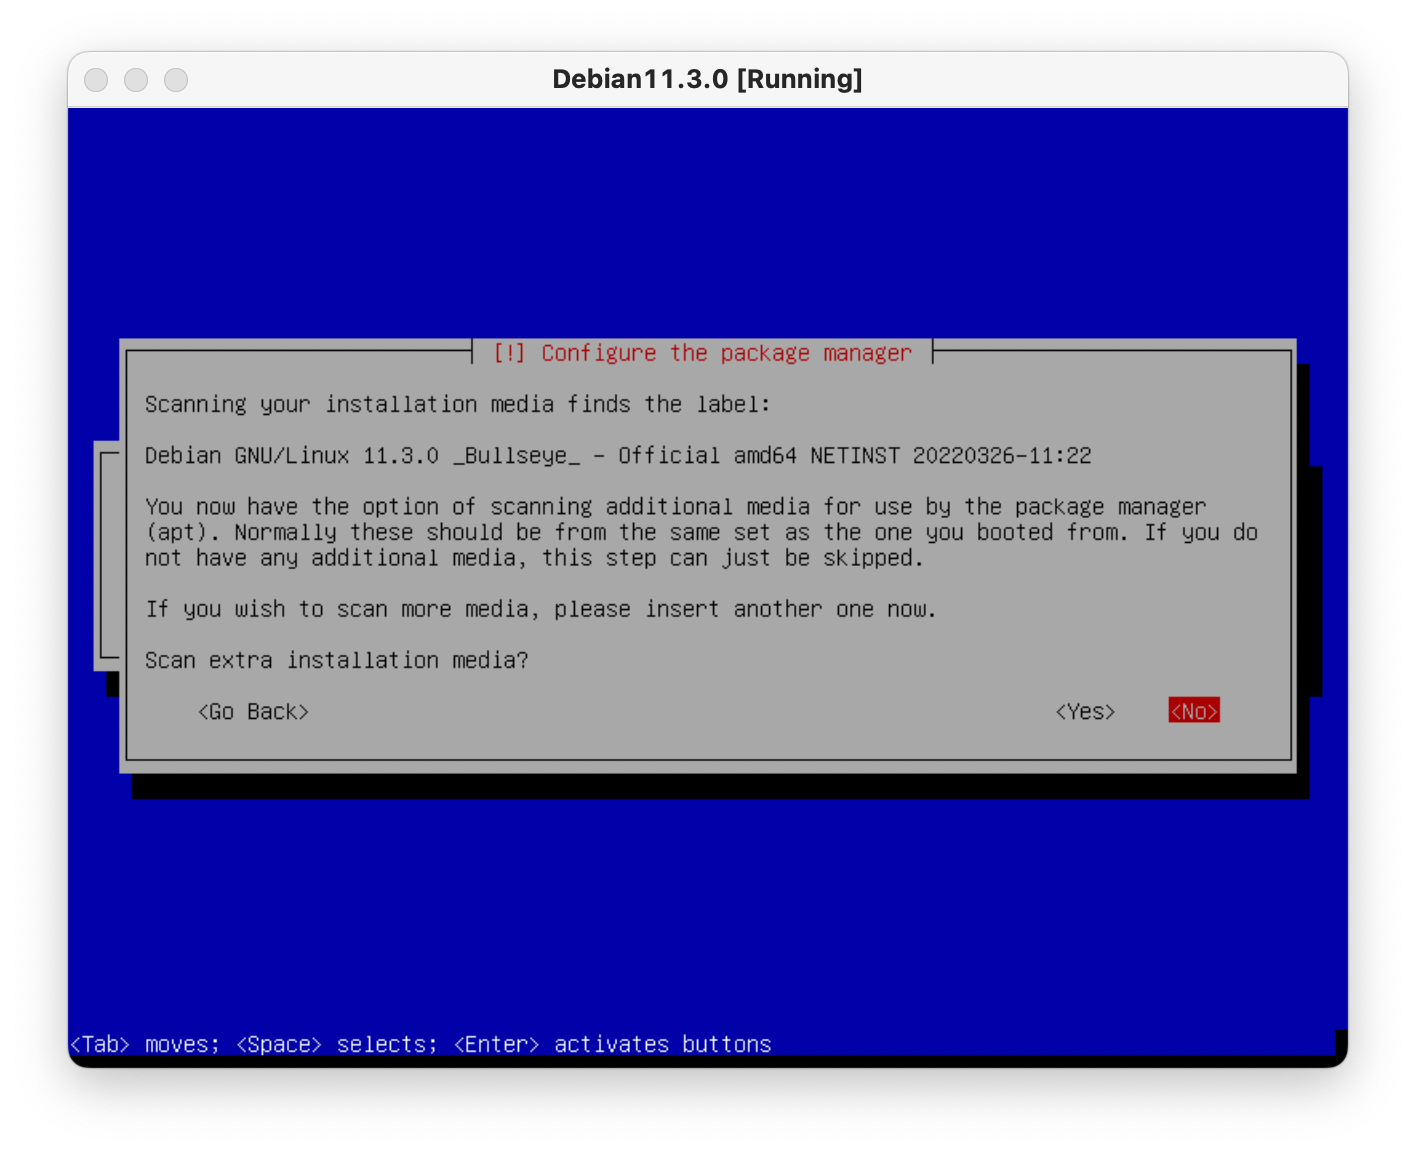 Debian11.3.0 [Running]
[!] Configure the package manager
Scanning your installation media finds the label:
Debian GNU/Linux 11.3.0 _Bullseye_ - Official amd64 NETINST 20220326-11:22
You now have the option of scanning additional media for use by the package manager
(apt). Normally these should be from the same set as the one you booted from. If you do
not have any additional media, this step can just be skipped.
If you wish to scan more media, please insert another one now.
Scan extra installation media?
<Go Back> <Yes> <No>
<Tab> moves; <Space> selects; <Enter> activates buttons